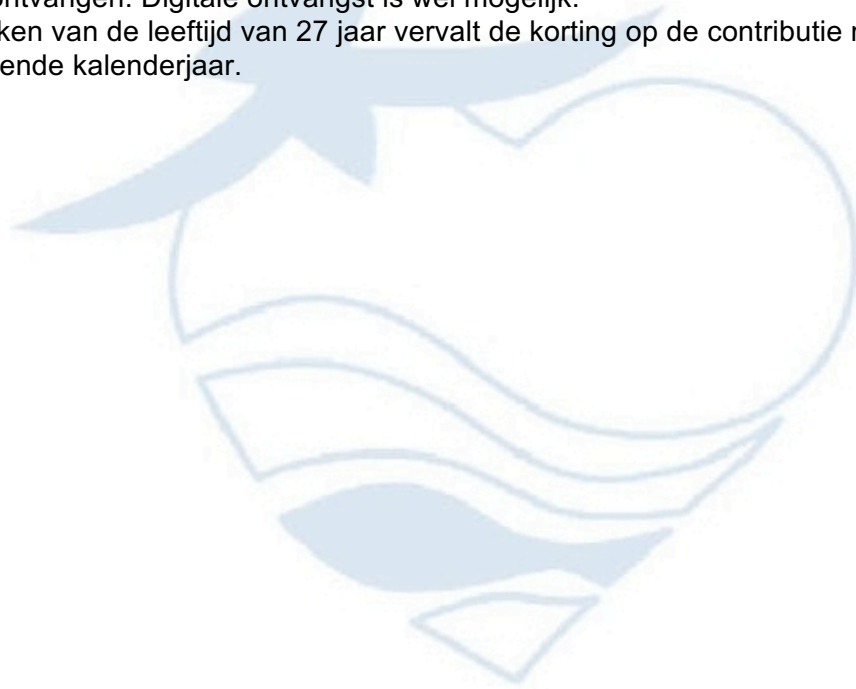 ontvangen. Digitale ontvangst is wel mogelijk.
ken van de leeftijd van 27 jaar vervalt de korting op de contributie
ende kalenderjaar.